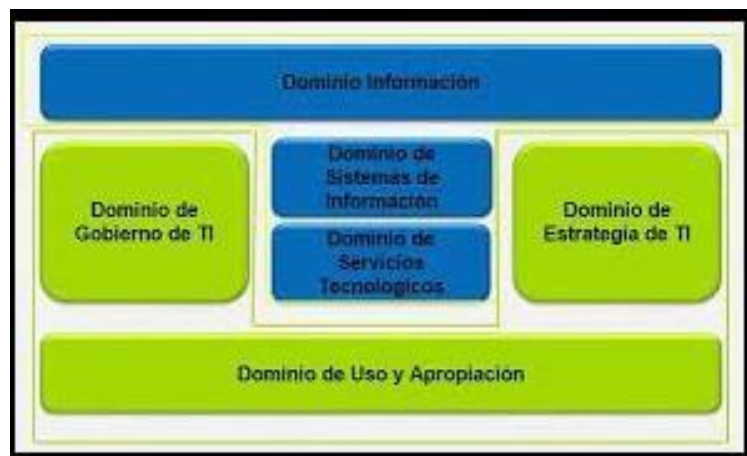 Dominio Información
Dominio de
Sistemas de
Información
Dominio de
Gobierno de TI
Dominio de
Estrategia de TI
Dominio de
Servicios
Tecnologicos
Dominio de Uso y Apropiación